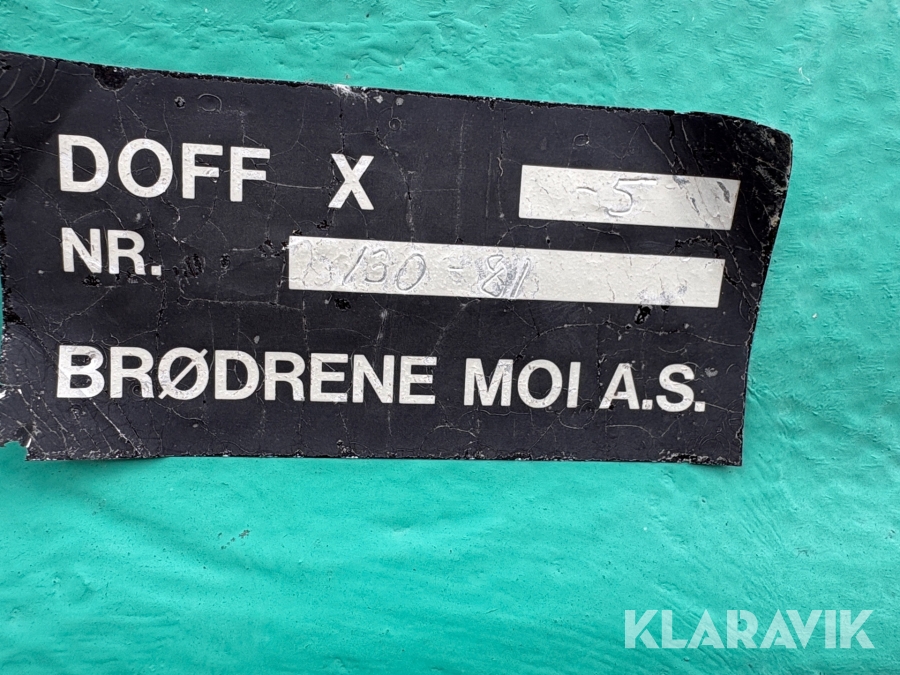 DOFF X -5
NR. 130-81
BRØDRENE MOI A.S.
KLARAVIK